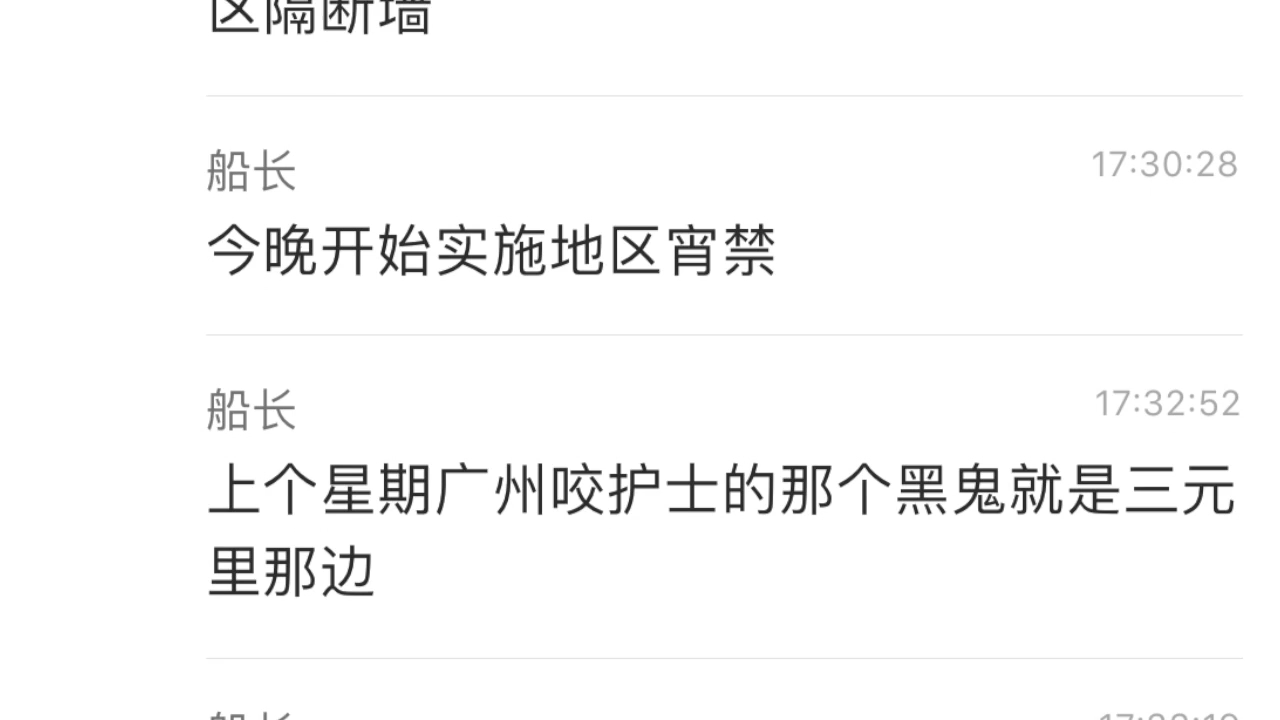 区隔断墙
船长 17:30:28
今晚开始实施地区宵禁
船长 17:32:52
上个星期广州咬护士的那个黑鬼就是三元
里那边
船长